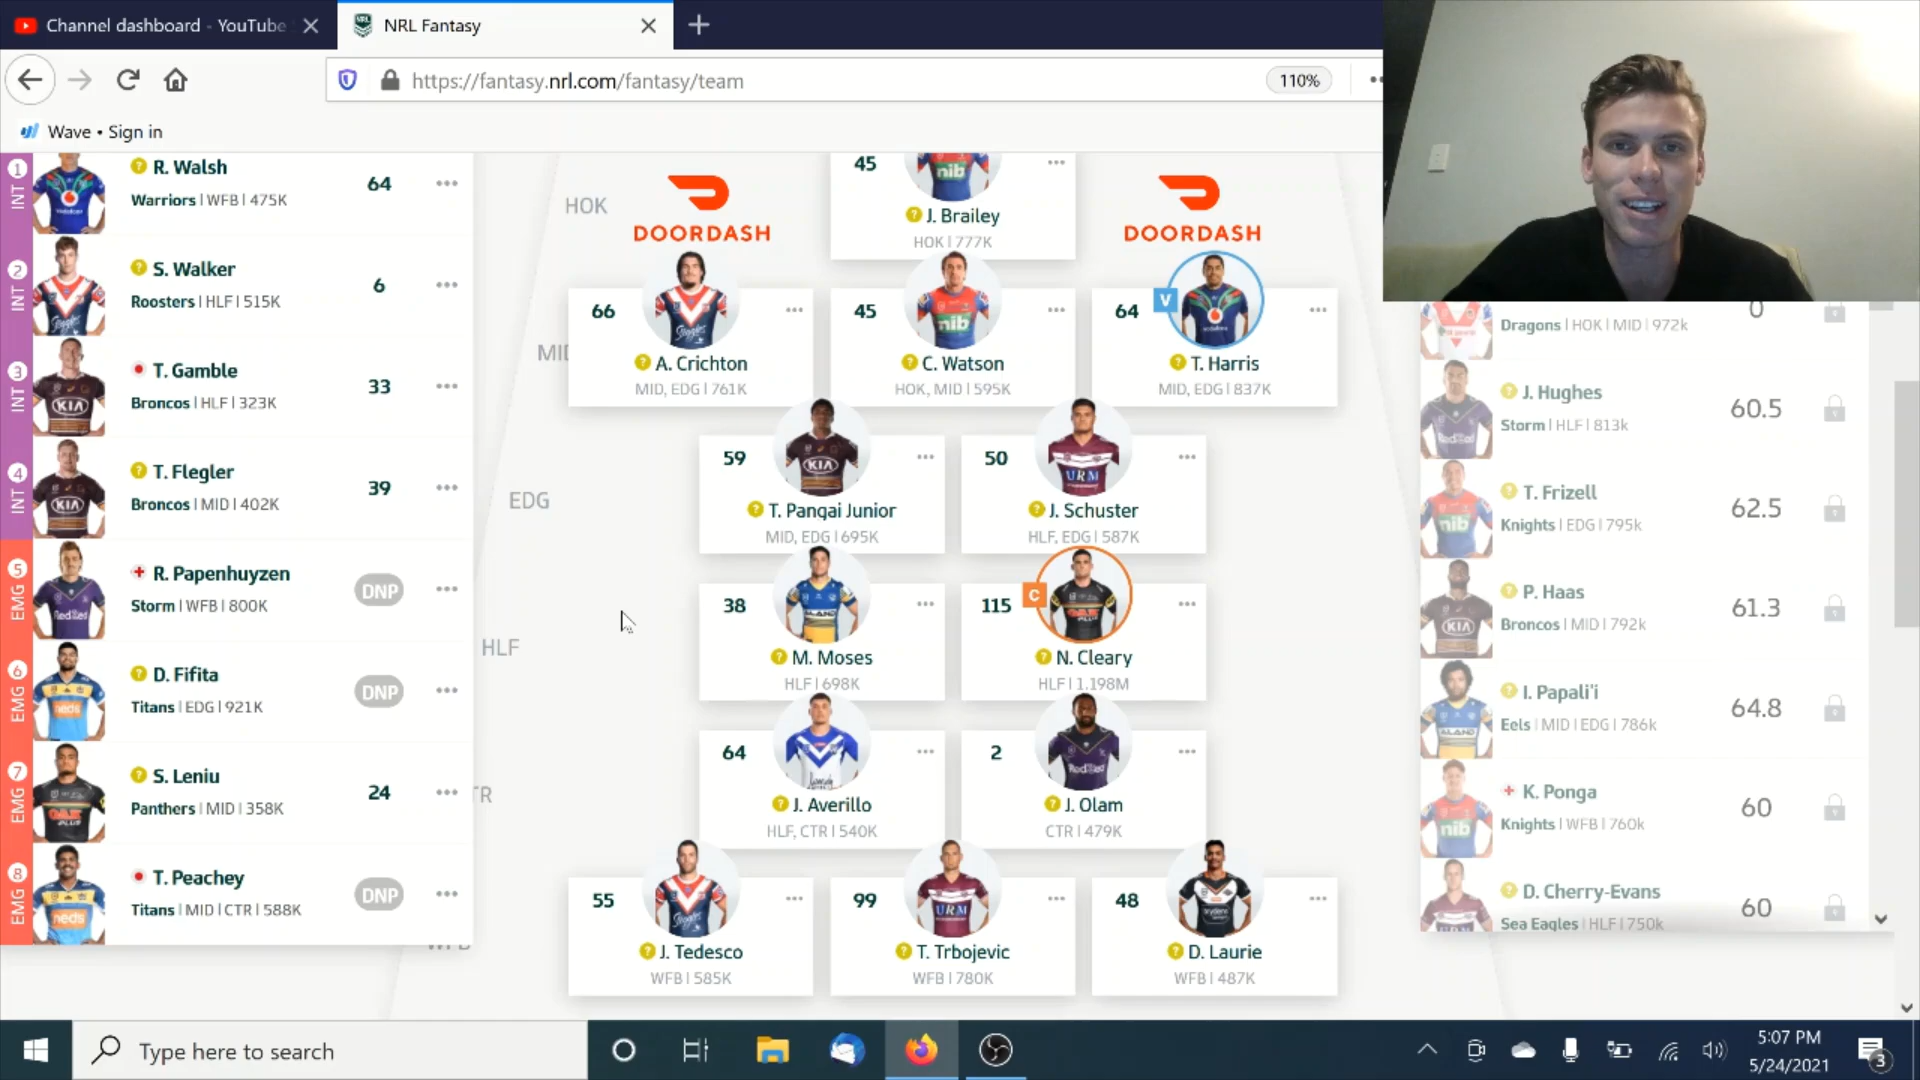 Channel dashboard - YouTube
NRL Fantasy
https://fantasy.nrl.com/fantasy/team
110%
Wave • Sign in
INT 1
R. Walsh
Warriors | WFB | 475K
64
INT 2
S. Walker
Roosters | HLF | 515K
6
INT 3
T. Gamble
Broncos | HLF | 323K
33
INT 4
T. Flegler
Broncos | MID | 402K
39
EMG 5
R. Papenhuyzen
Storm | WFB | 800K
DNP
EMG 6
D. Fifita
Titans | EDG | 921K
DNP
EMG 7
S. Leniu
Panthers | MID | 358K
24
EMG 8
T. Peachey
Titans | MID | CTR | 588K
DNP
HOK
DOORDASH
DOORDASH
45
nib
J. Brailey
HOK | 777K
66
A. Crichton
MID, EDG | 761K
45
nib
C. Watson
HOK, MID | 595K
64
V
T. Harris
MID, EDG | 837K
EDG
59
KIA
T. Pangai Junior
MID, EDG | 695K
50
URM
J. Schuster
HLF, EDG | 587K
HLF
38
M. Moses
HLF | 698K
115
C
N. Cleary
HLF | 1.198M
64
J. Averillo
HLF, CTR | 540K
2
J. Olam
CTR | 479K
55
J. Tedesco
WFB | 585K
99
URM
T. Trbojevic
WFB | 780K
48
D. Laurie
WFB | 487K
Dragons | HOK | MID | 972k
0
J. Hughes
Storm | HLF | 813k
60.5
T. Frizell
Knights | EDG | 795k
62.5
P. Haas
Broncos | MID | 792k
61.3
I. Papali'i
Eels | MID | EDG | 786k
64.8
K. Ponga
Knights | WFB | 760k
60
D. Cherry-Evans
Sea Eagles | HLF | 750k
60
Type here to search
5:07 PM
5/24/2021
3